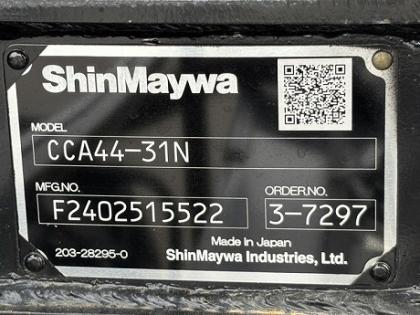 ShinMaywa
MODEL
CCA44-31N
MFG.NO. ORDER.NO.
F2402515522 3-7297
Made in Japan
203-28295-0 ShinMaywa Industries, Ltd.